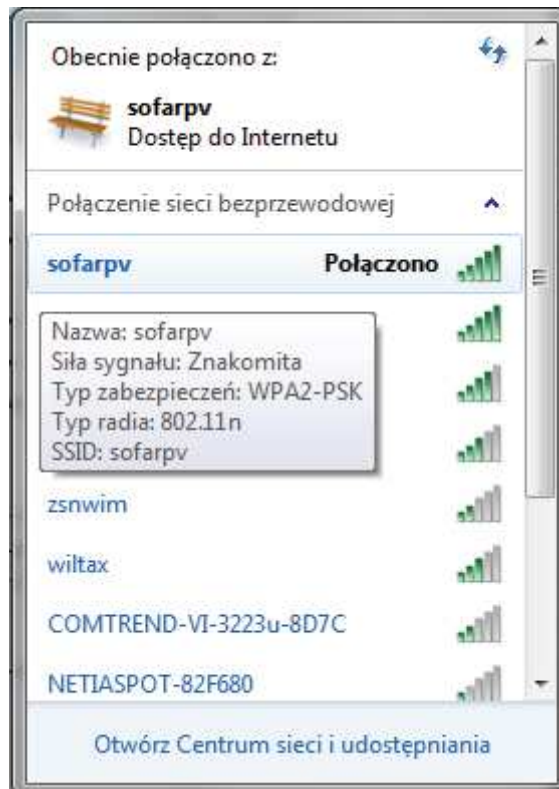 Obecnie połączono z:
sofarpv
Dostęp do Internetu
Połączenie sieci bezprzewodowej
sofarpv Połączono
Nazwa: sofarpv
Siła sygnału: Znakomita
Typ zabezpieczeń: WPA2-PSK
Typ radia: 802.11n
SSID: sofarpv
zsnwim
wiltax
COMTREND-VI-3223u-8D7C
NETIASPOT-82F680
Otwórz Centrum sieci i udostępniania